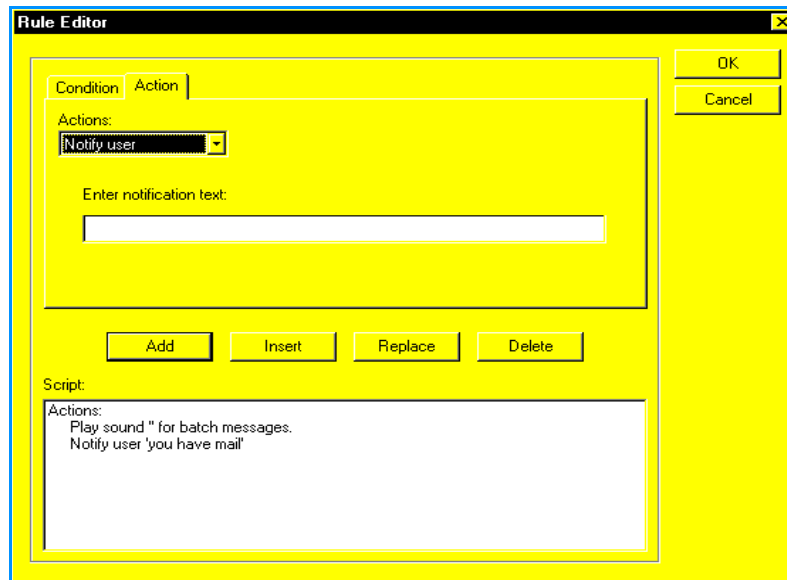 Rule Editor
OK
Cancel
Condition Action
Actions:
Notify user
Enter notification text:
Add Insert Replace Delete
Script:
Actions:
Play sound '' for batch messages.
Notify user 'you have mail'